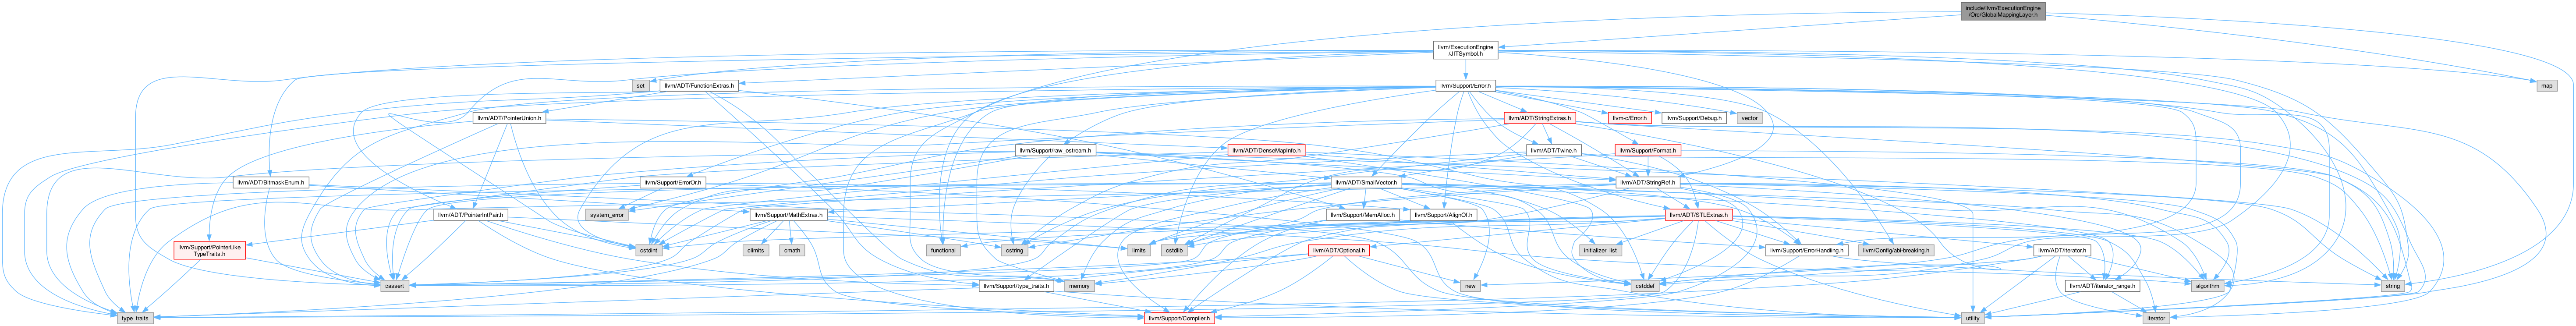 include/llvm/ExecutionEngine
/Orc/GlobalMappingLayer.h
llvm/ExecutionEngine
/JITSymbol.h
set
llvm/ADT/FunctionExtras.h
llvm/Support/Error.h
map
llvm/ADT/PointerUnion.h
llvm/ADT/StringExtras.h
llvm-c/Error.h
llvm/Support/Debug.h
vector
llvm/Support/raw_ostream.h
llvm/ADT/DenseMapInfo.h
llvm/ADT/Twine.h
llvm/Support/Format.h
llvm/ADT/BitmaskEnum.h
llvm/Support/ErrorOr.h
llvm/ADT/SmallVector.h
llvm/ADT/StringRef.h
system_error
llvm/ADT/PointerIntPair.h
llvm/Support/MathExtras.h
llvm/Support/MemAlloc.h
llvm/Support/AlignOf.h
llvm/ADT/STLExtras.h
llvm/Support/PointerLike
TypeTraits.h
cstdint
climits
cmath
limits
functional
cstring
cstdlib
llvm/ADT/Optional.h
initializer_list
llvm/Support/ErrorHandling.h
llvm/Config/abi-breaking.h
llvm/ADT/iterator.h
cassert
llvm/Support/type_traits.h
memory
new
cstddef
llvm/ADT/iterator_range.h
algorithm
string
type_traits
llvm/Support/Compiler.h
utility
iterator